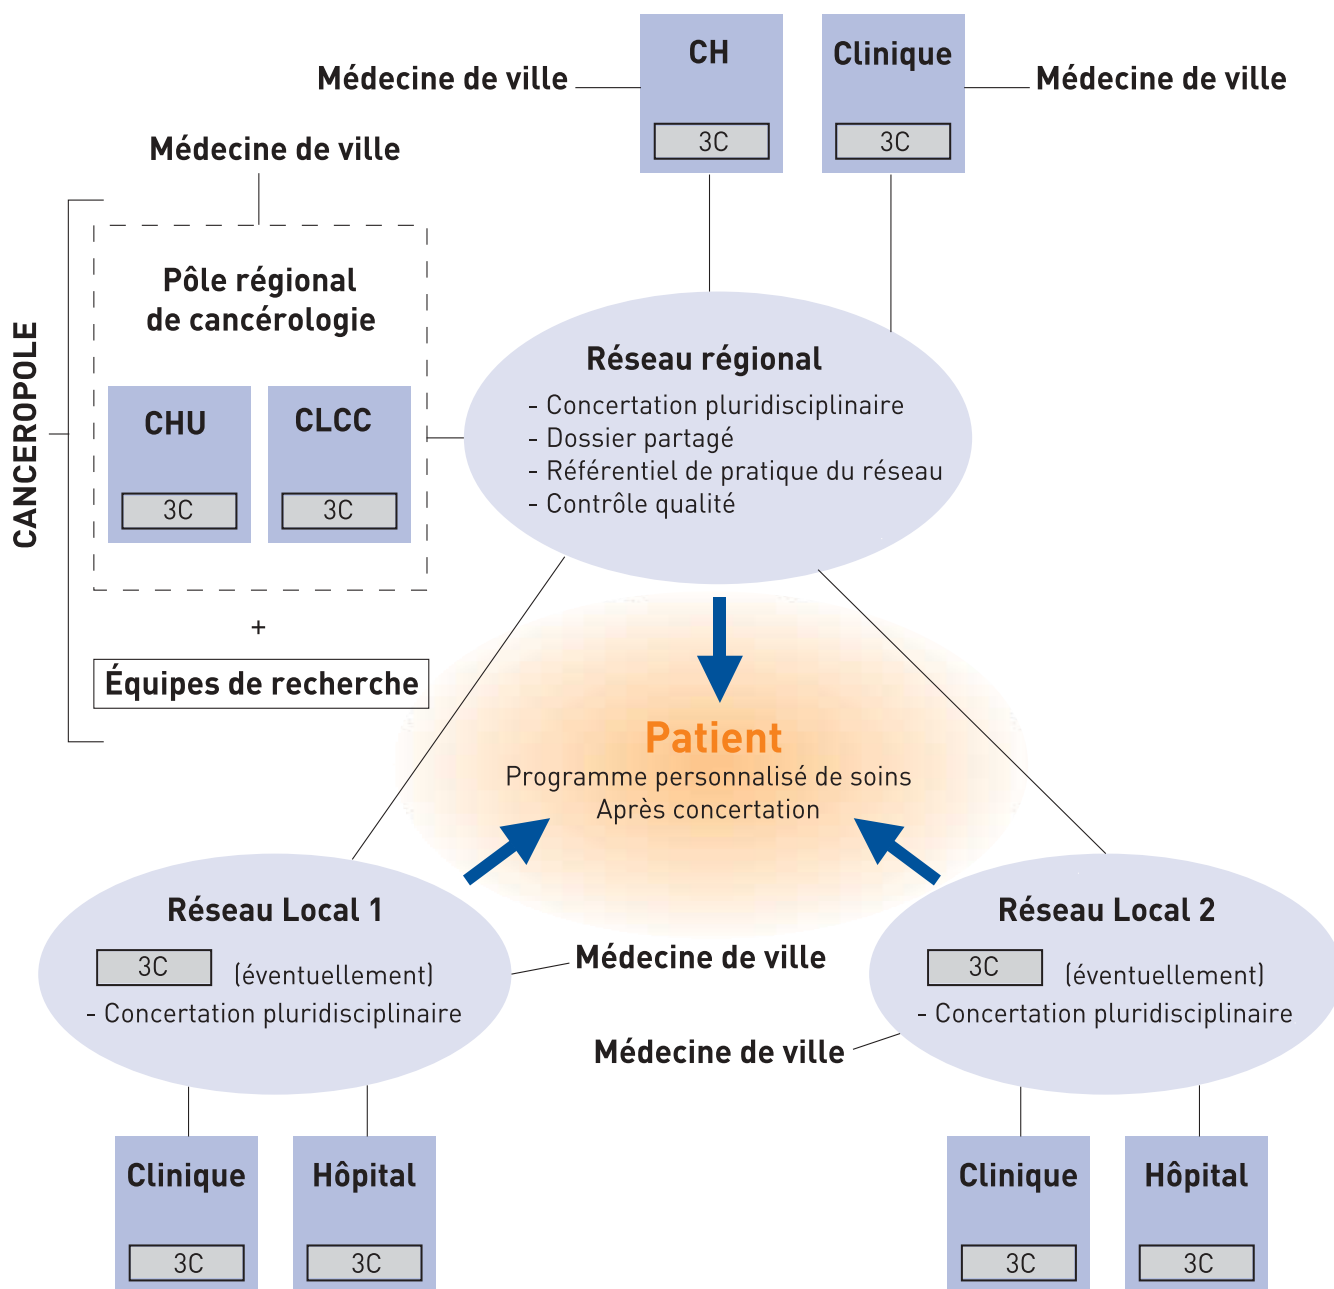 CH
Clinique
Médecine de ville
Médecine de ville
3C
3C
Médecine de ville
CANCEROPOLE
Pôle régional
de cancérologie
CHU
CLCC
3C
3C
+
Équipes de recherche
Réseau régional
- Concertation pluridisciplinaire
- Dossier partagé
- Référentiel de pratique du réseau
- Contrôle qualité
Patient
Programme personnalisé de soins
Après concertation
Réseau Local 1
3C (éventuellement)
- Concertation pluridisciplinaire
Médecine de ville
Réseau Local 2
3C (éventuellement)
- Concertation pluridisciplinaire
Médecine de ville
Clinique
3C
Hôpital
3C
Clinique
3C
Hôpital
3C